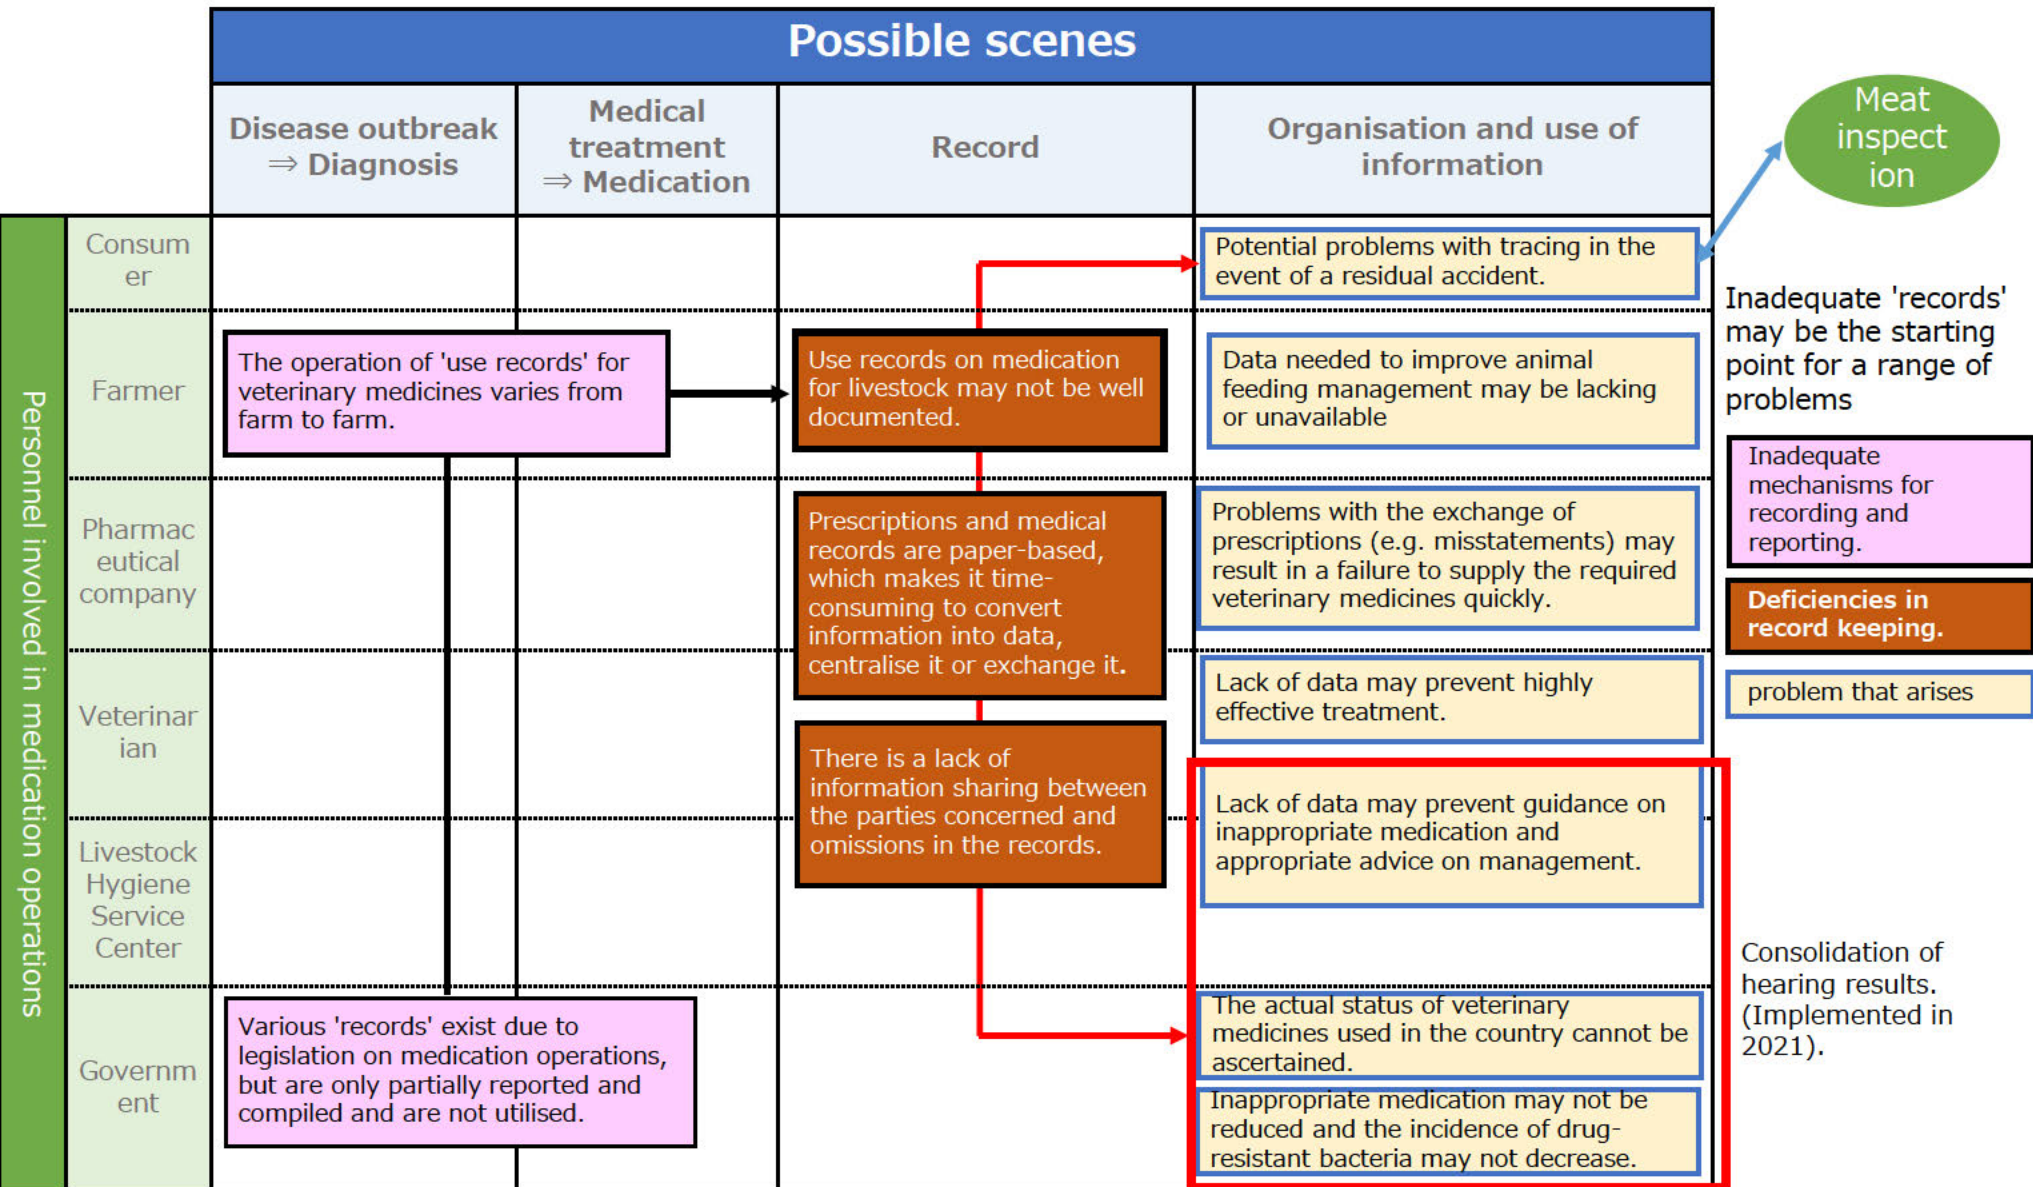 Possible scenes
Disease outbreak
⇒ Diagnosis
Medical
treatment
⇒ Medication
Record
Organisation and use of
information
Meat
inspect
ion
Personnel involved in medication operations
Consum
er
Potential problems with tracing in the
event of a residual accident.
Farmer
The operation of 'use records' for
veterinary medicines varies from
farm to farm.
Use records on medication
for livestock may not be well
documented.
Data needed to improve animal
feeding management may be lacking
or unavailable
Pharmac
eutical
company
Prescriptions and medical
records are paper-based,
which makes it time-
consuming to convert
information into data,
centralise it or exchange it.
Problems with the exchange of
prescriptions (e.g. misstatements) may
result in a failure to supply the required
veterinary medicines quickly.
Veterinar
ian
Lack of data may prevent highly
effective treatment.
There is a lack of
information sharing between
the parties concerned and
omissions in the records.
Lack of data may prevent guidance on
inappropriate medication and
appropriate advice on management.
Livestock
Hygiene
Service
Center
Governm
ent
Various 'records' exist due to
legislation on medication operations,
but are only partially reported and
compiled and are not utilised.
The actual status of veterinary
medicines used in the country cannot be
ascertained.
Inappropriate medication may not be
reduced and the incidence of drug-
resistant bacteria may not decrease.
Inadequate 'records'
may be the starting
point for a range of
problems
Inadequate
mechanisms for
recording and
reporting.
Deficiencies in
record keeping.
problem that arises
Consolidation of
hearing results.
(Implemented in
2021).